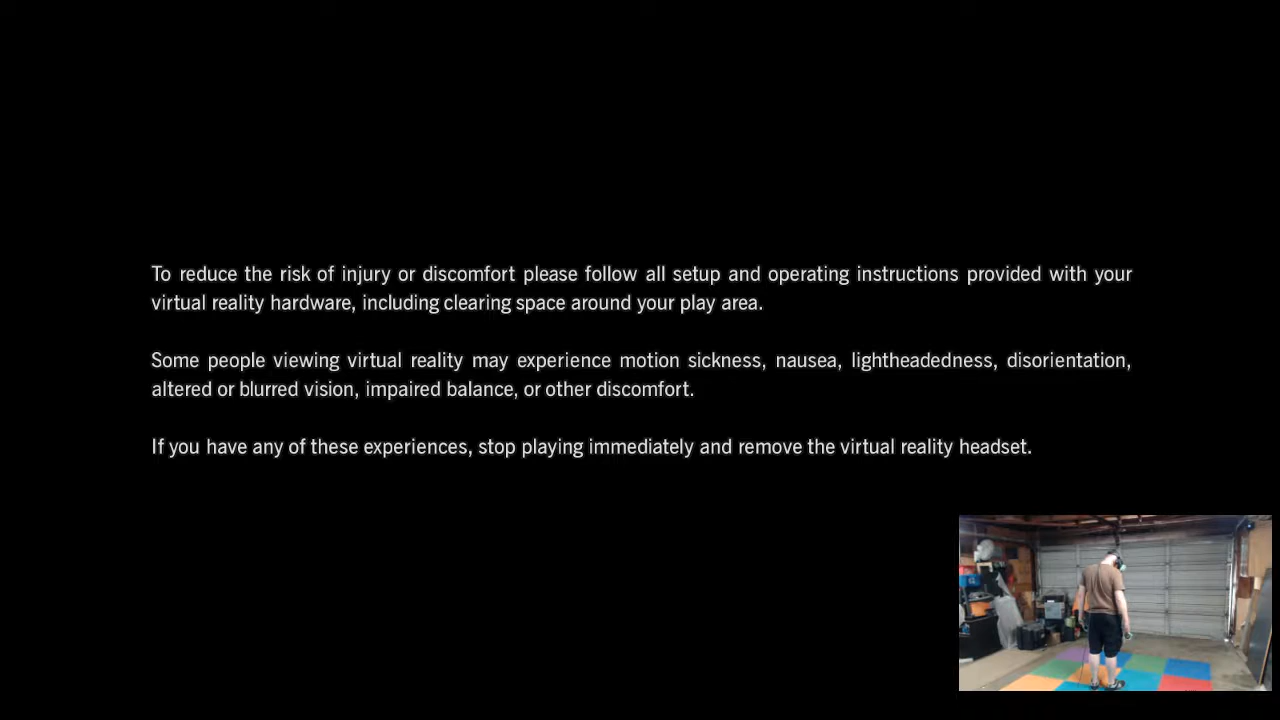 To reduce the risk of injury or discomfort please follow all setup and operating instructions provided with your
virtual reality hardware, including clearing space around your play area.
Some people viewing virtual reality may experience motion sickness, nausea, lightheadedness, disorientation,
altered or blurred vision, impaired balance, or other discomfort.
If you have any of these experiences, stop playing immediately and remove the virtual reality headset.